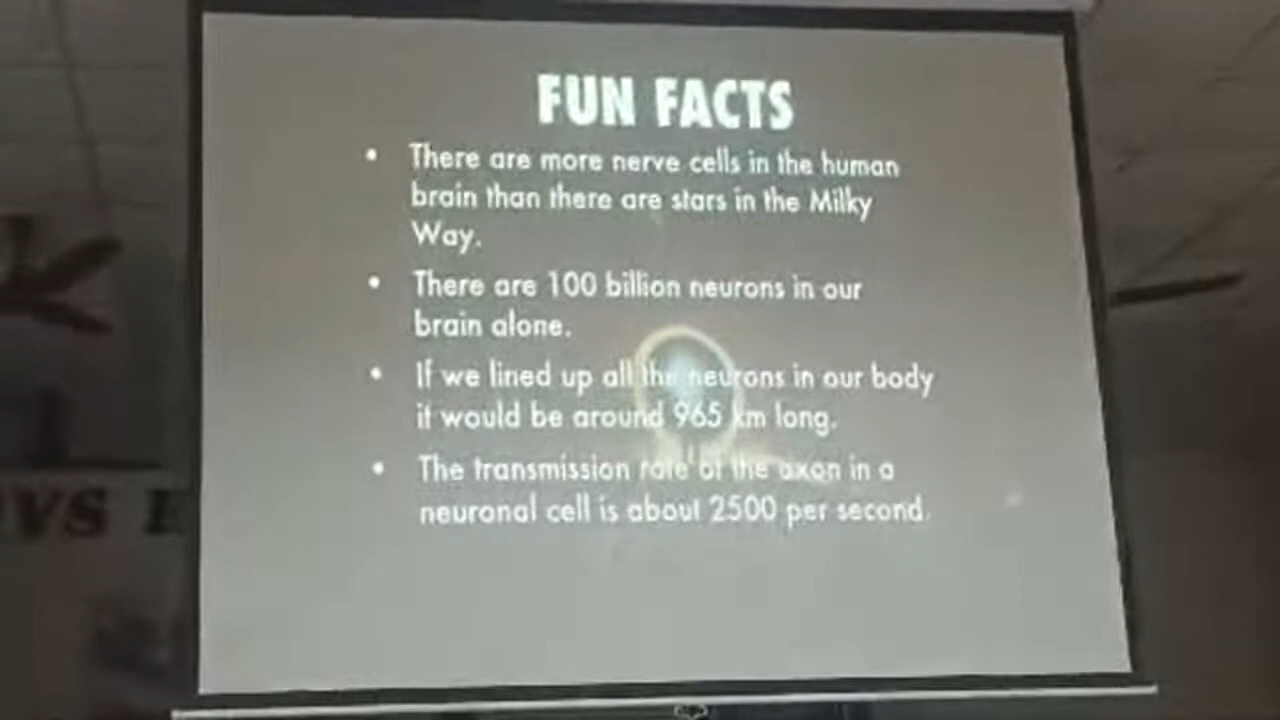 FUN FACTS
• There are more nerve cells in the human
brain than there are stars in the Milky
Way.
• There are 100 billion neurons in our
brain alone.
• If we lined up all the neurons in our body
it would be around 965 km long.
• The transmission rate of the axon in a
neuronal cell is about 2500 per second.